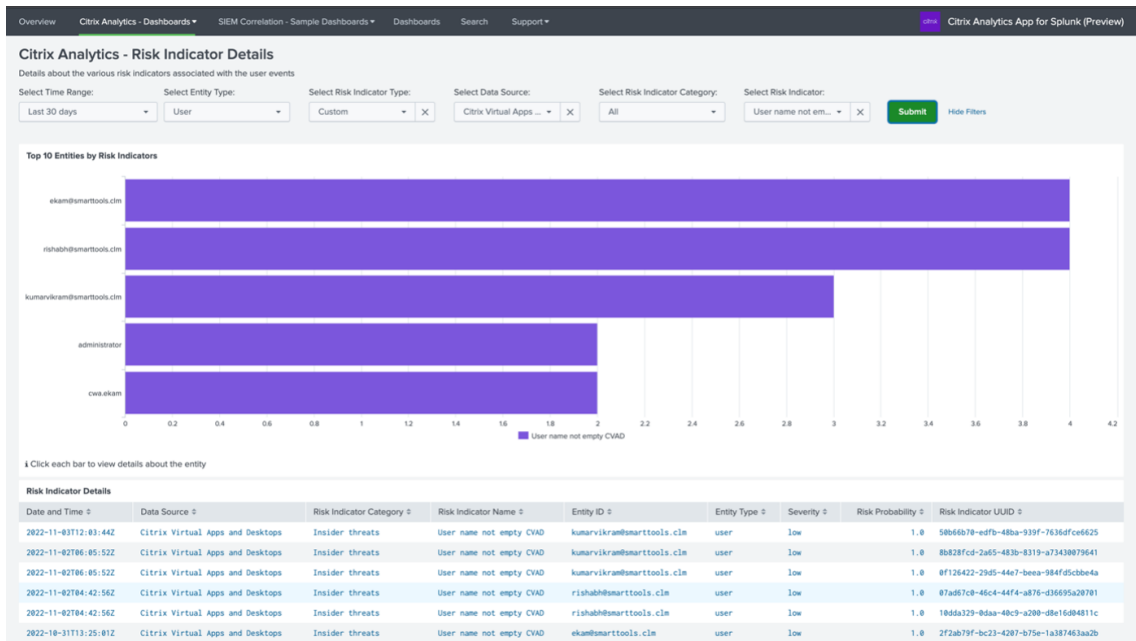 Overview Citrix Analytics - Dashboards SIEM Correlation - Sample Dashboards Dashboards Search Support citrix Citrix Analytics App for Splunk (Preview)
Citrix Analytics - Risk Indicator Details
Details about the various risk indicators associated with the user events
Select Time Range: Select Entity Type: Select Risk Indicator Type: Select Data Source: Select Risk Indicator Category: Select Risk Indicator:
Last 30 days User Custom Citrix Virtual Apps ... All User name not em... Submit Hide Filters
Top 10 Entities by Risk Indicators
ekam@smarttools.clm
rishabh@smarttools.clm
kumarvikram@smarttools.clm
administrator
cwa.ekam
0 0.2 0.4 0.6 0.8 1 1.2 1.4 1.6 1.8 2 2.2 2.4 2.6 2.8 3 3.2 3.4 3.6 3.8 4 4.2
User name not empty CVAD
i Click each bar to view details about the entity
Risk Indicator Details
Date and Time Data Source Risk Indicator Category Risk Indicator Name Entity ID Entity Type Severity Risk Probability Risk Indicator UUID
2022-11-03T12:03:44Z Citrix Virtual Apps and Desktops Insider threats User name not empty CVAD kumarvikram@smarttools.clm user low 1.0 50b66b70-edfb-48ba-939f-7636dfce6625
2022-11-02T06:05:52Z Citrix Virtual Apps and Desktops Insider threats User name not empty CVAD kumarvikram@smarttools.clm user low 1.0 8b828fcd-2a65-483b-8319-a73430079641
2022-11-02T06:05:52Z Citrix Virtual Apps and Desktops Insider threats User name not empty CVAD kumarvikram@smarttools.clm user low 1.0 0f126422-29d5-44e7-beea-984fd5cbbe4a
2022-11-02T04:42:56Z Citrix Virtual Apps and Desktops Insider threats User name not empty CVAD rishabh@smarttools.clm user low 1.0 07ad67c0-46c4-44f4-a876-d36695a20701
2022-11-02T04:42:56Z Citrix Virtual Apps and Desktops Insider threats User name not empty CVAD rishabh@smarttools.clm user low 1.0 10dda329-0daa-40c9-a200-d8e16d04811c
2022-10-31T13:25:01Z Citrix Virtual Apps and Desktops Insider threats User name not empty CVAD ekam@smarttools.clm user low 1.0 2f2ab79f-bc23-4207-b75e-1a387463aa2b